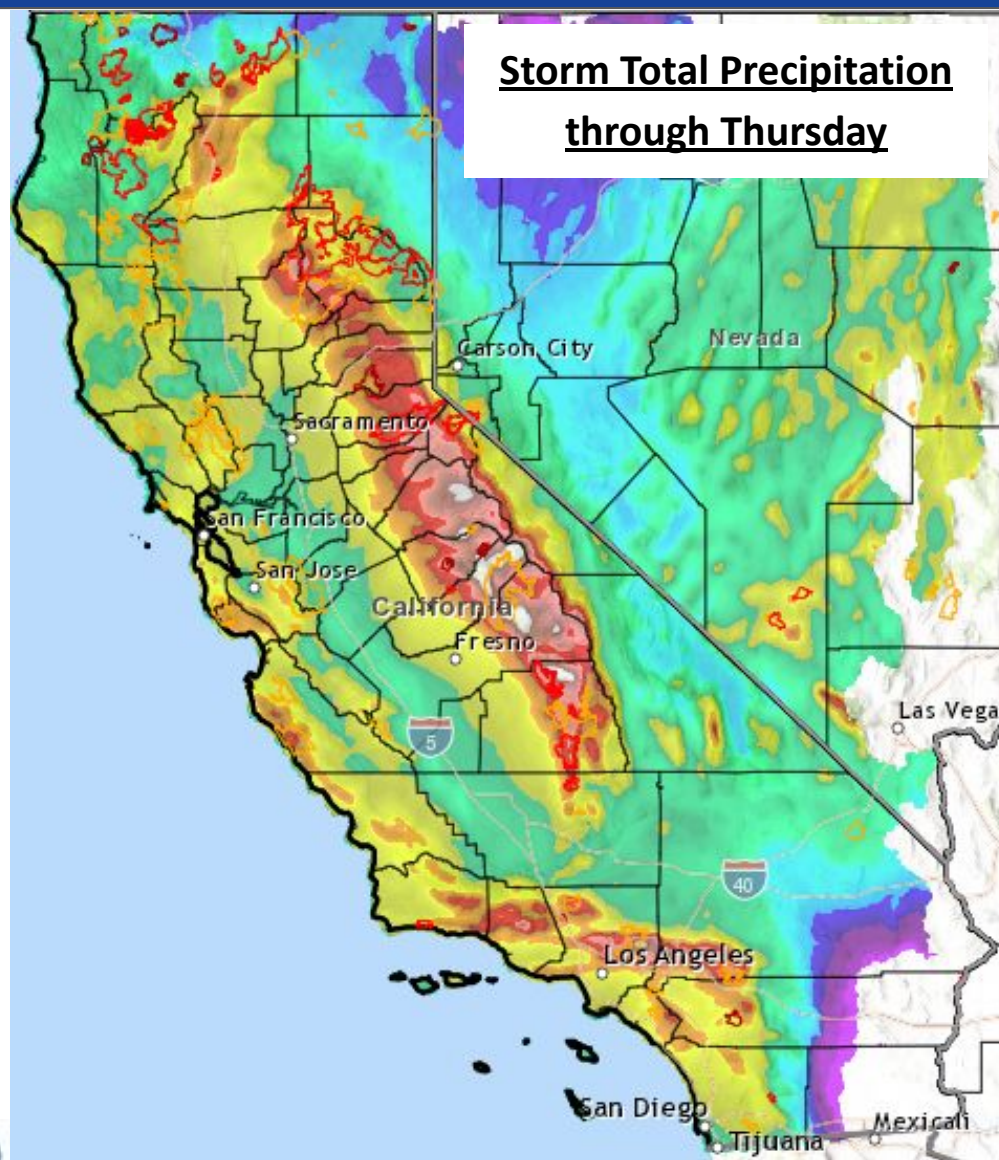 Storm Total Precipitation
through Thursday
Nevada
Carson City
Sacramento
San Francisco
San Jose
California
Fresno
5
Las Vega
40
Los Angeles
San Diego
Mexicali
Tijuana